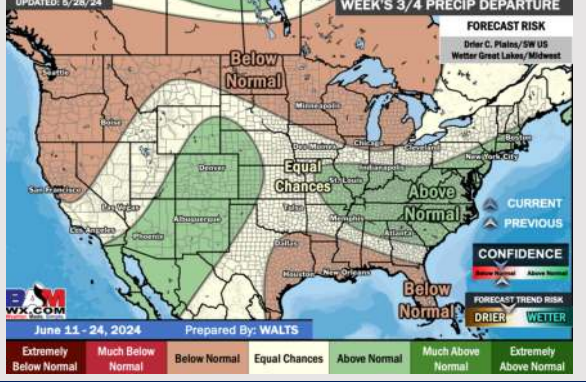 UPDATED: 5/28/24
WEEK'S 3/4 PRECIP DEPARTURE
FORECAST RISK
Drier C. Plains/SW US
Wetter Great Lakes/Midwest
Below
Normal
Seattle
Minneapolis
Boise
Boston
Chicago
Cleveland
Des Moines
New York City
Denver
Equal
Chances
Indianapolis
St. Louis
Above
Normal
San Francisco
Las Vegas
Tulsa
Memphis
Los Angeles
Albuquerque
Phoenix
Atlanta
Dallas
CURRENT
PREVIOUS
CONFIDENCE
Below Normal
Above Normal
Houston
New Orleans
Below
Normal
FORECAST TREND RISK
DRIER
WETTER
BAM
WX.COM
June 11 - 24, 2024
Prepared By: WALTS
Extremely
Below Normal
Much Below
Normal
Below Normal
Equal Chances
Above Normal
Much Above
Normal
Extremely
Above Normal